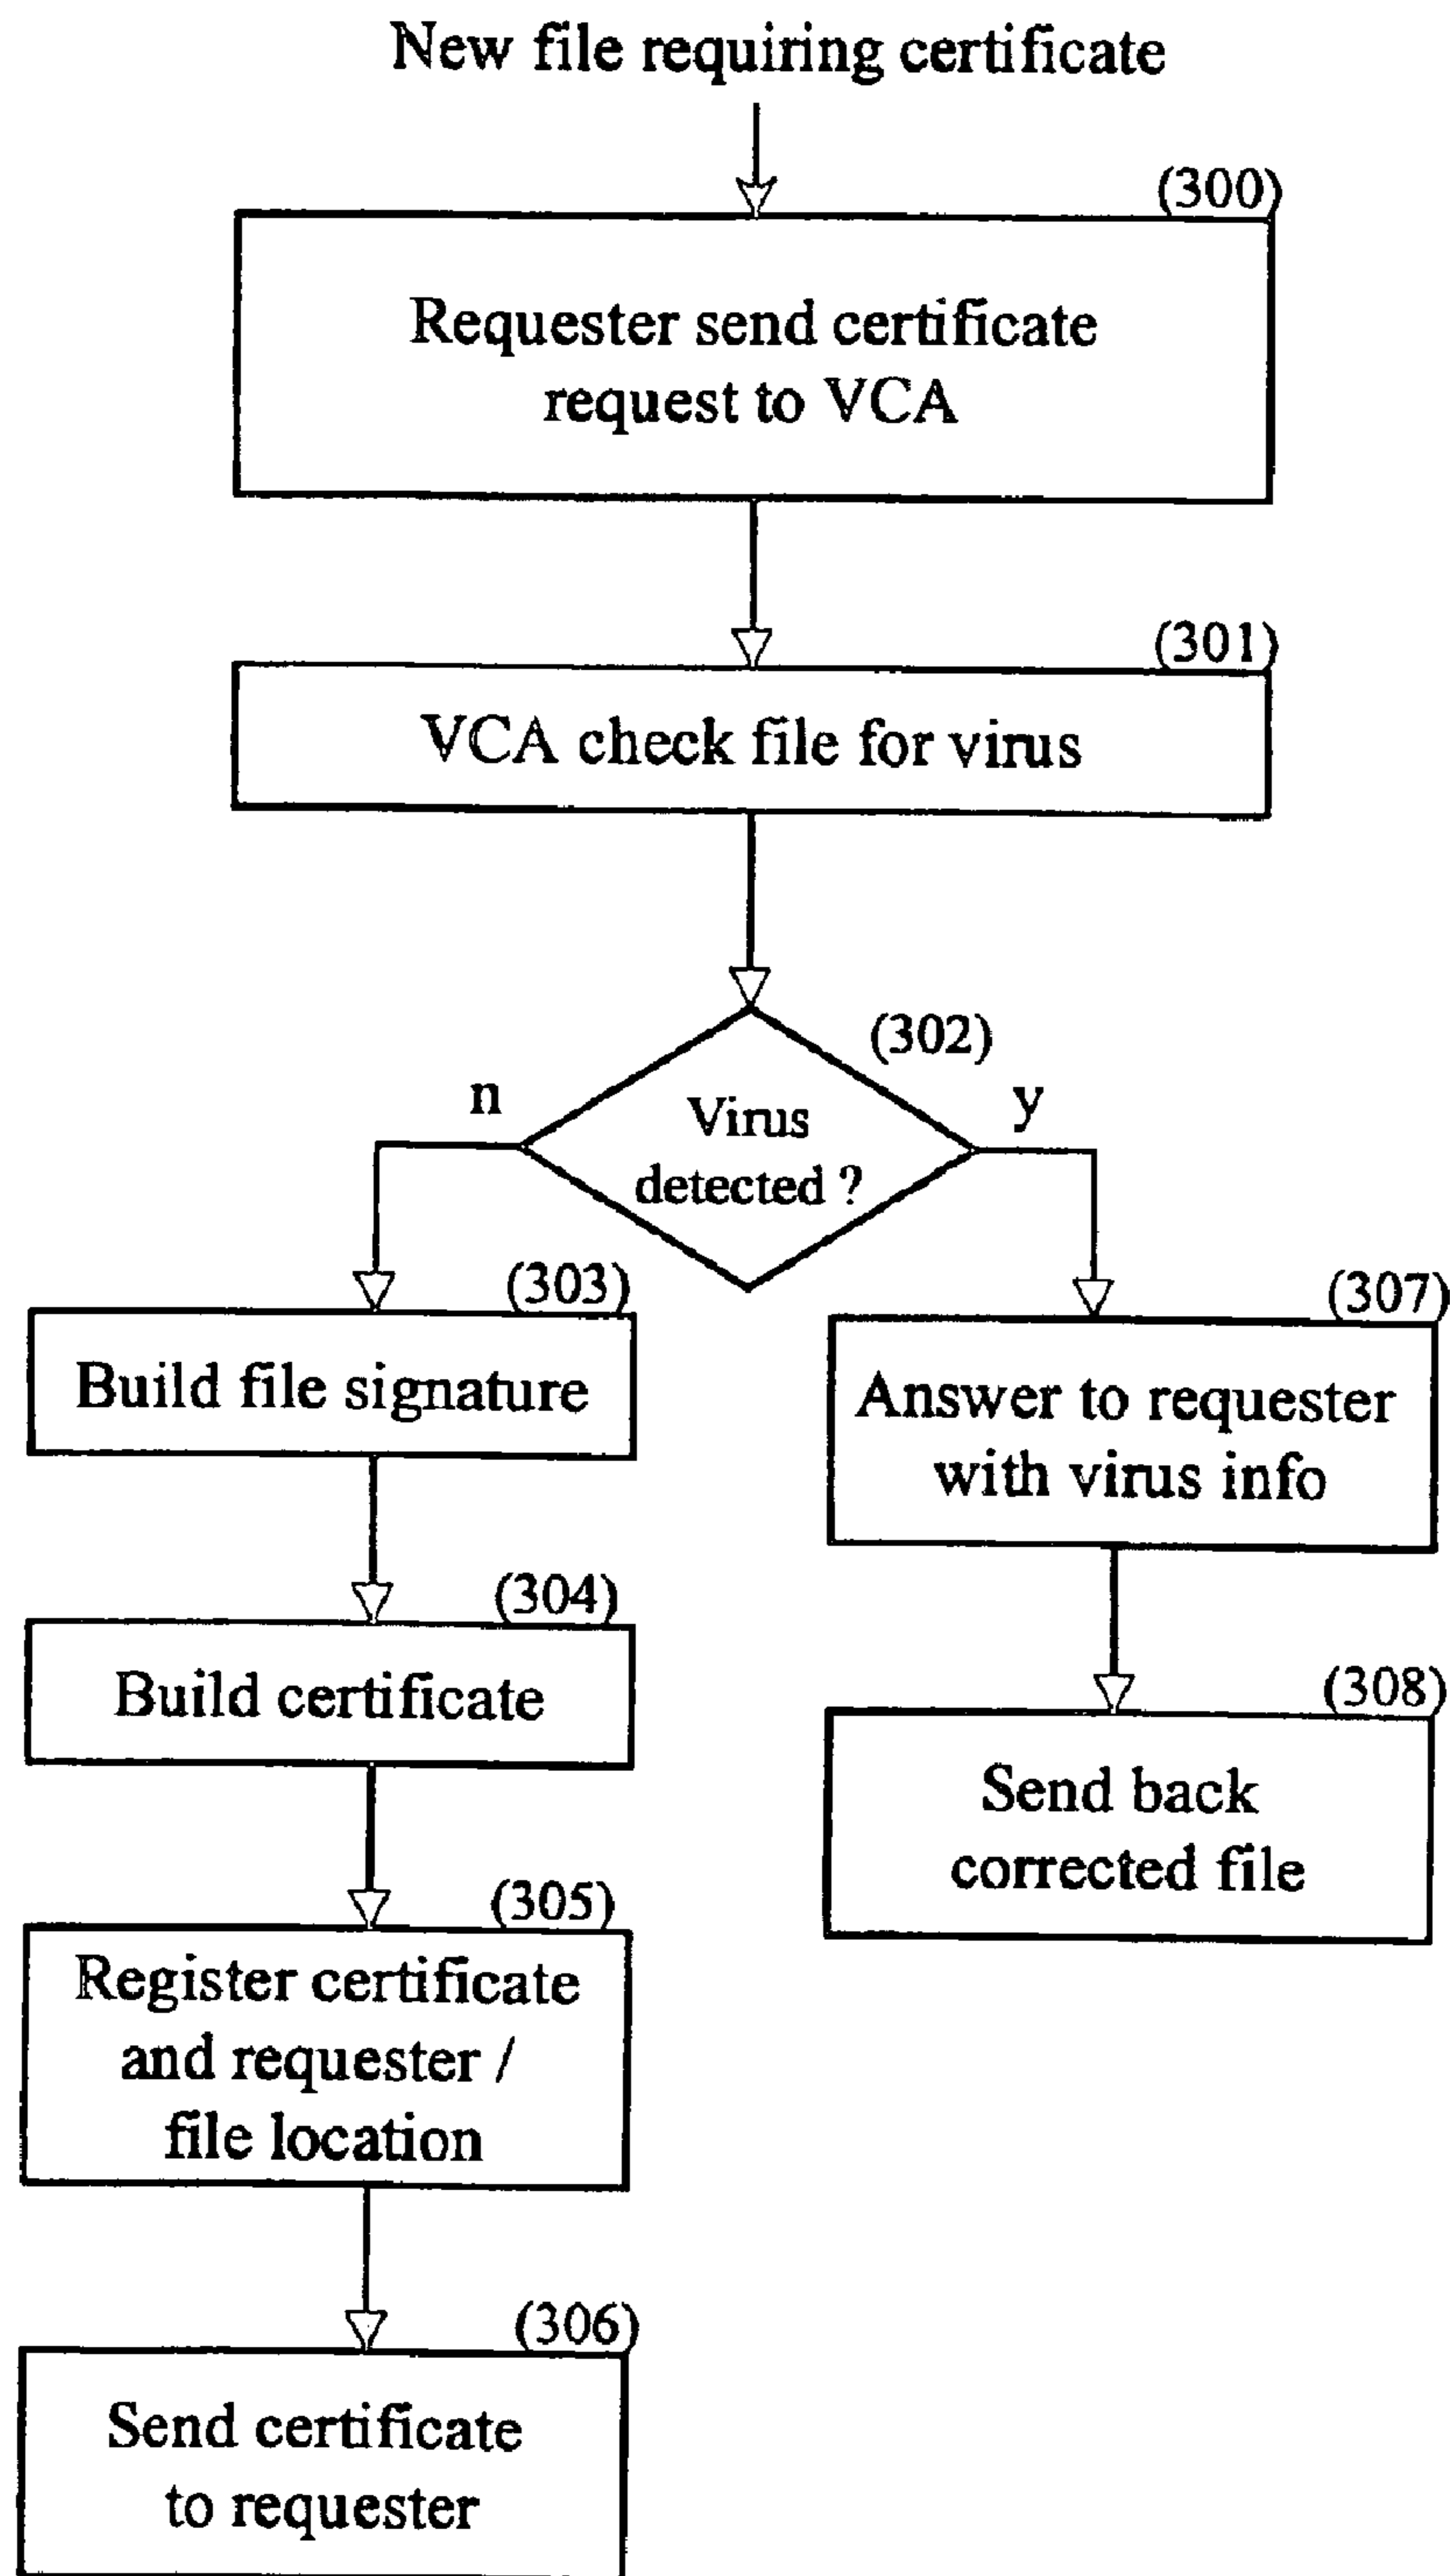 New file requiring certificate
(300)
Requester send certificate
request to VCA
(301)
VCA check file for virus
(302)
n
y
Virus
detected ?
(303)
Build file signature
(304)
Build certificate
(305)
Register certificate
and requester /
file location
(306)
Send certificate
to requester
(307)
Answer to requester
with virus info
(308)
Send back
corrected file